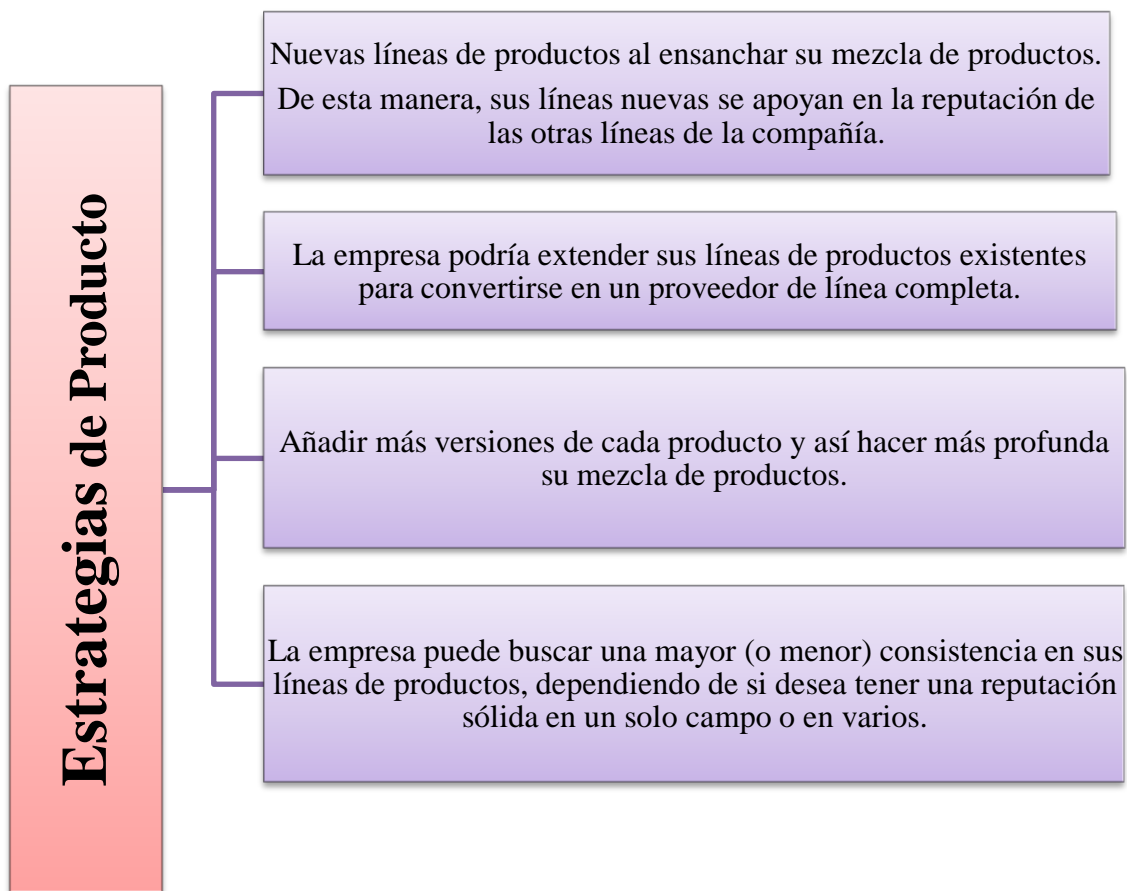 Estrategias de Producto
Nuevas líneas de productos al ensanchar su mezcla de productos.
De esta manera, sus líneas nuevas se apoyan en la reputación de
las otras líneas de la compañía.
La empresa podría extender sus líneas de productos existentes
para convertirse en un proveedor de línea completa.
Añadir más versiones de cada producto y así hacer más profunda
su mezcla de productos.
La empresa puede buscar una mayor (o menor) consistencia en sus
líneas de productos, dependiendo de si desea tener una reputación
sólida en un solo campo o en varios.